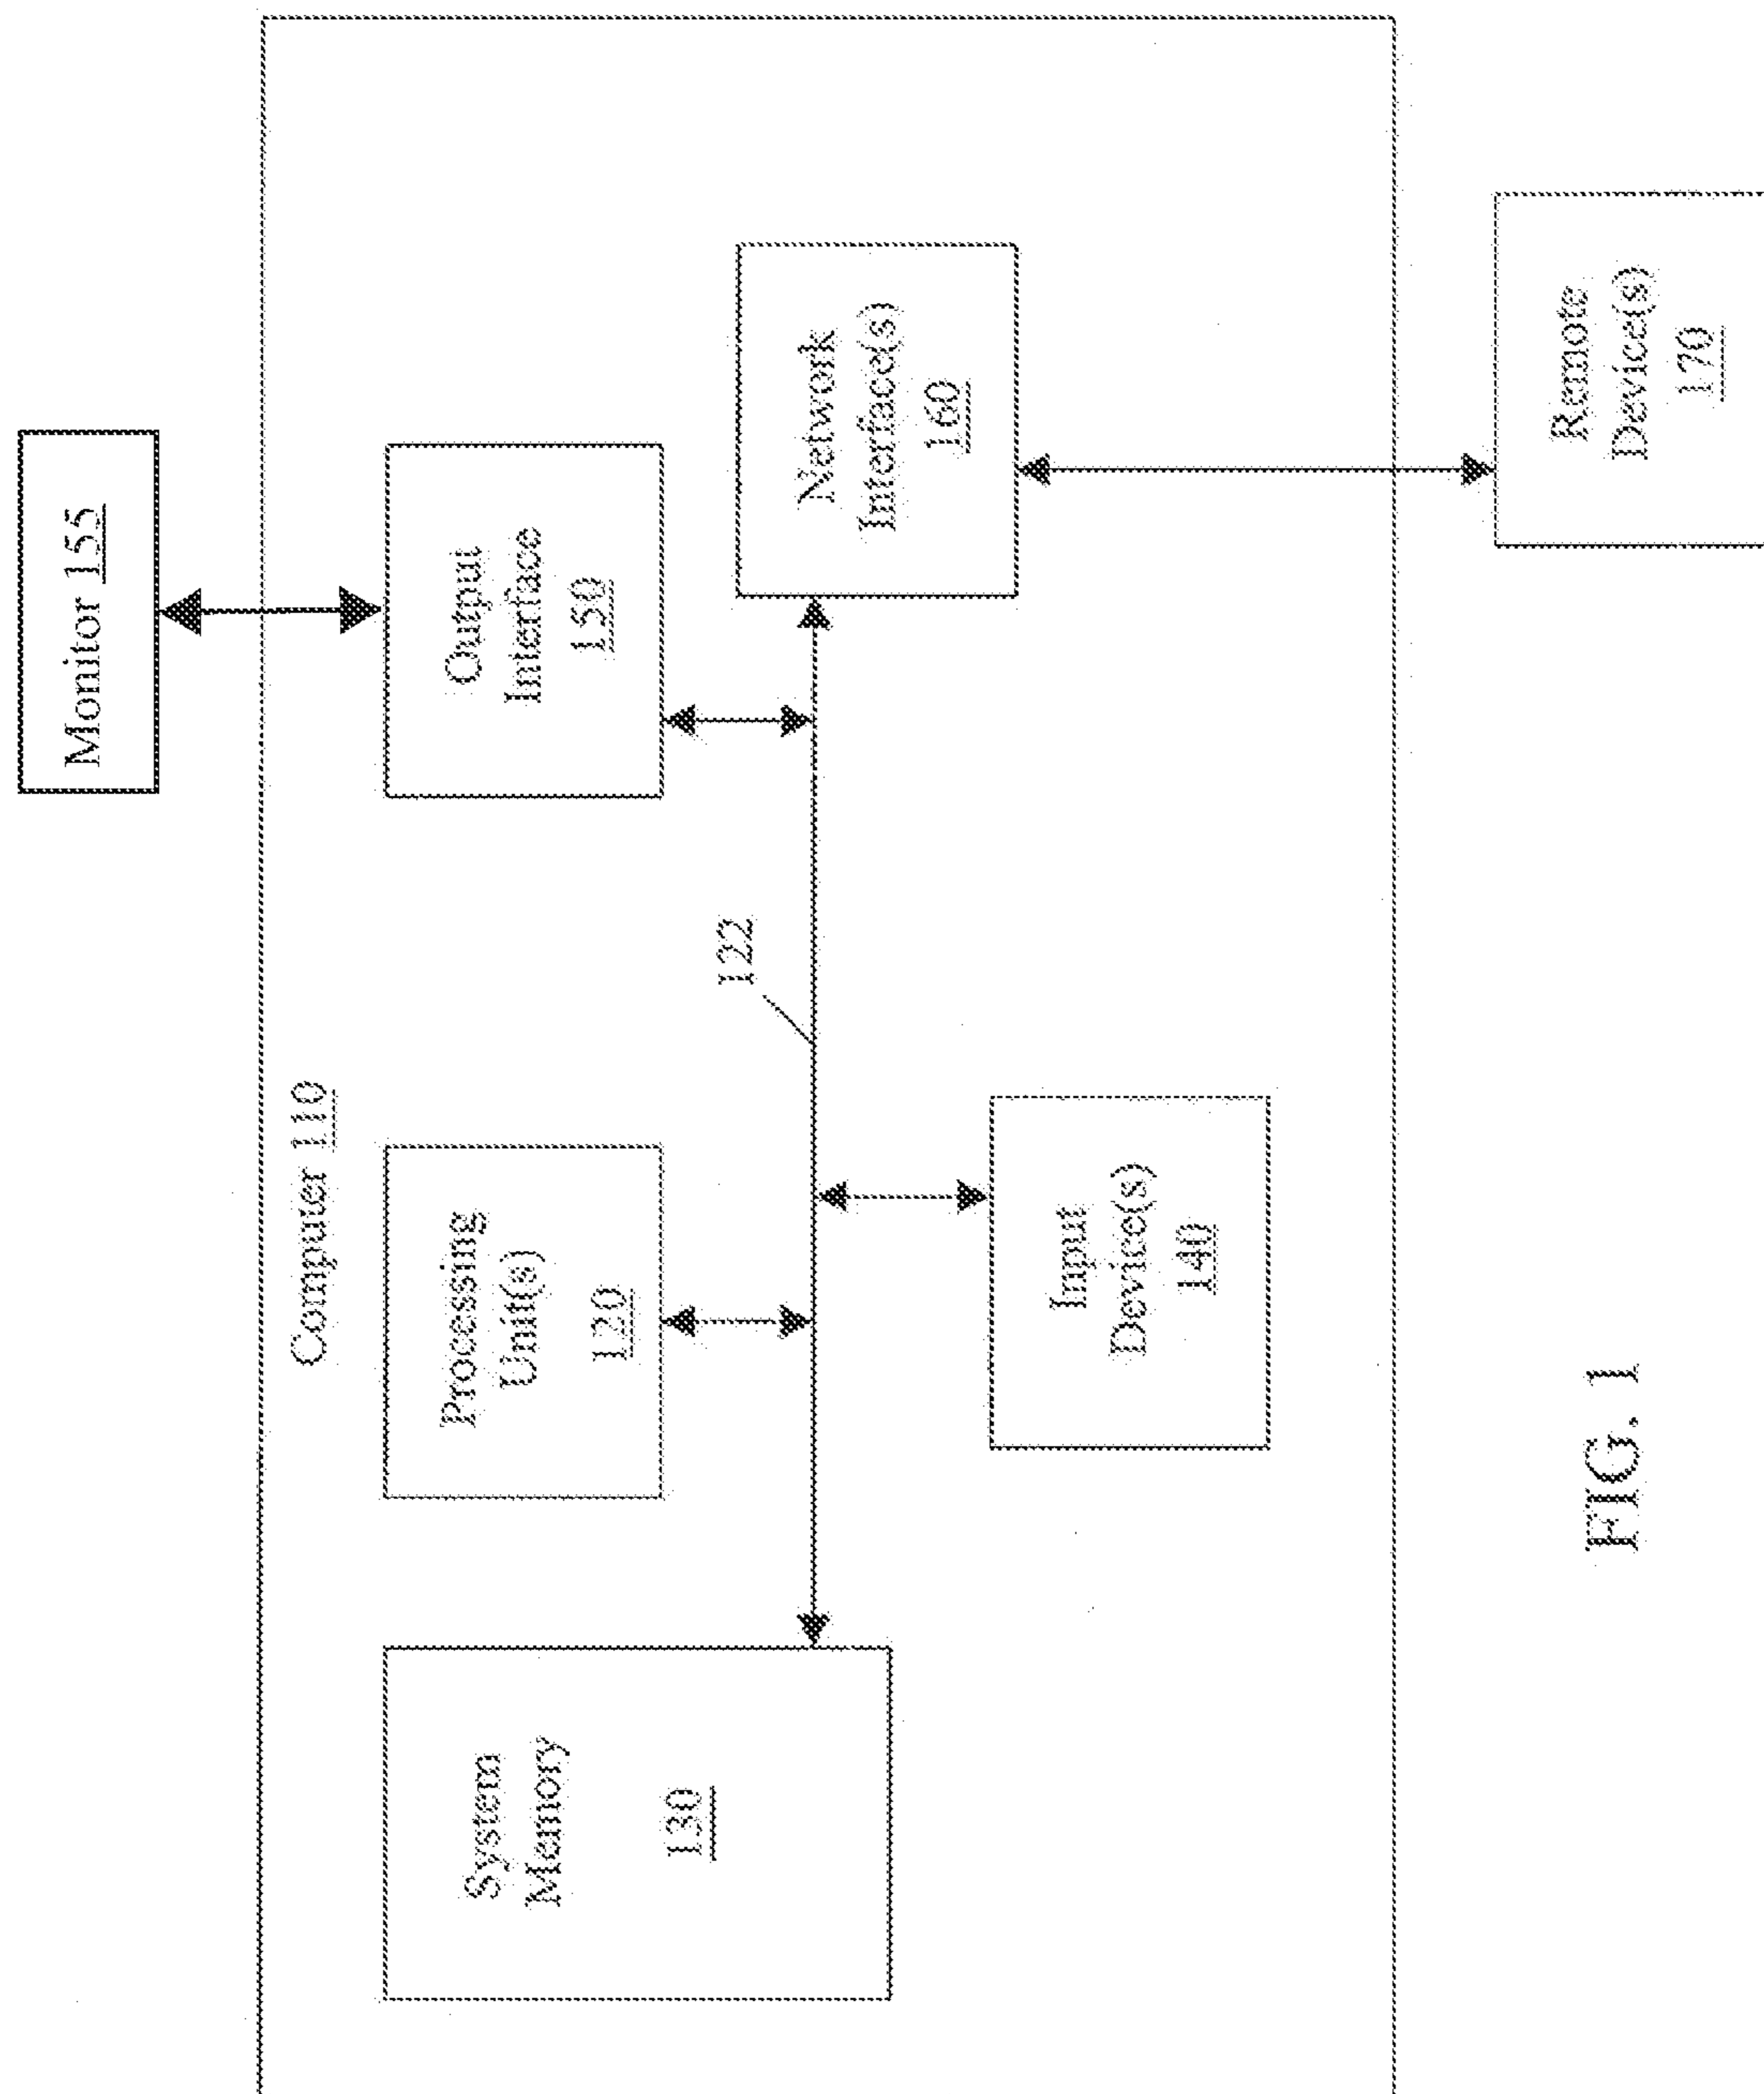 Monitor 155
Computer 110
System
Memory
130
Processing
Unit(s)
120
Output
Interface
150
122
Network
Interface(s)
160
Input
Device(s)
140
Remote
Device(s)
170
FIG. 1